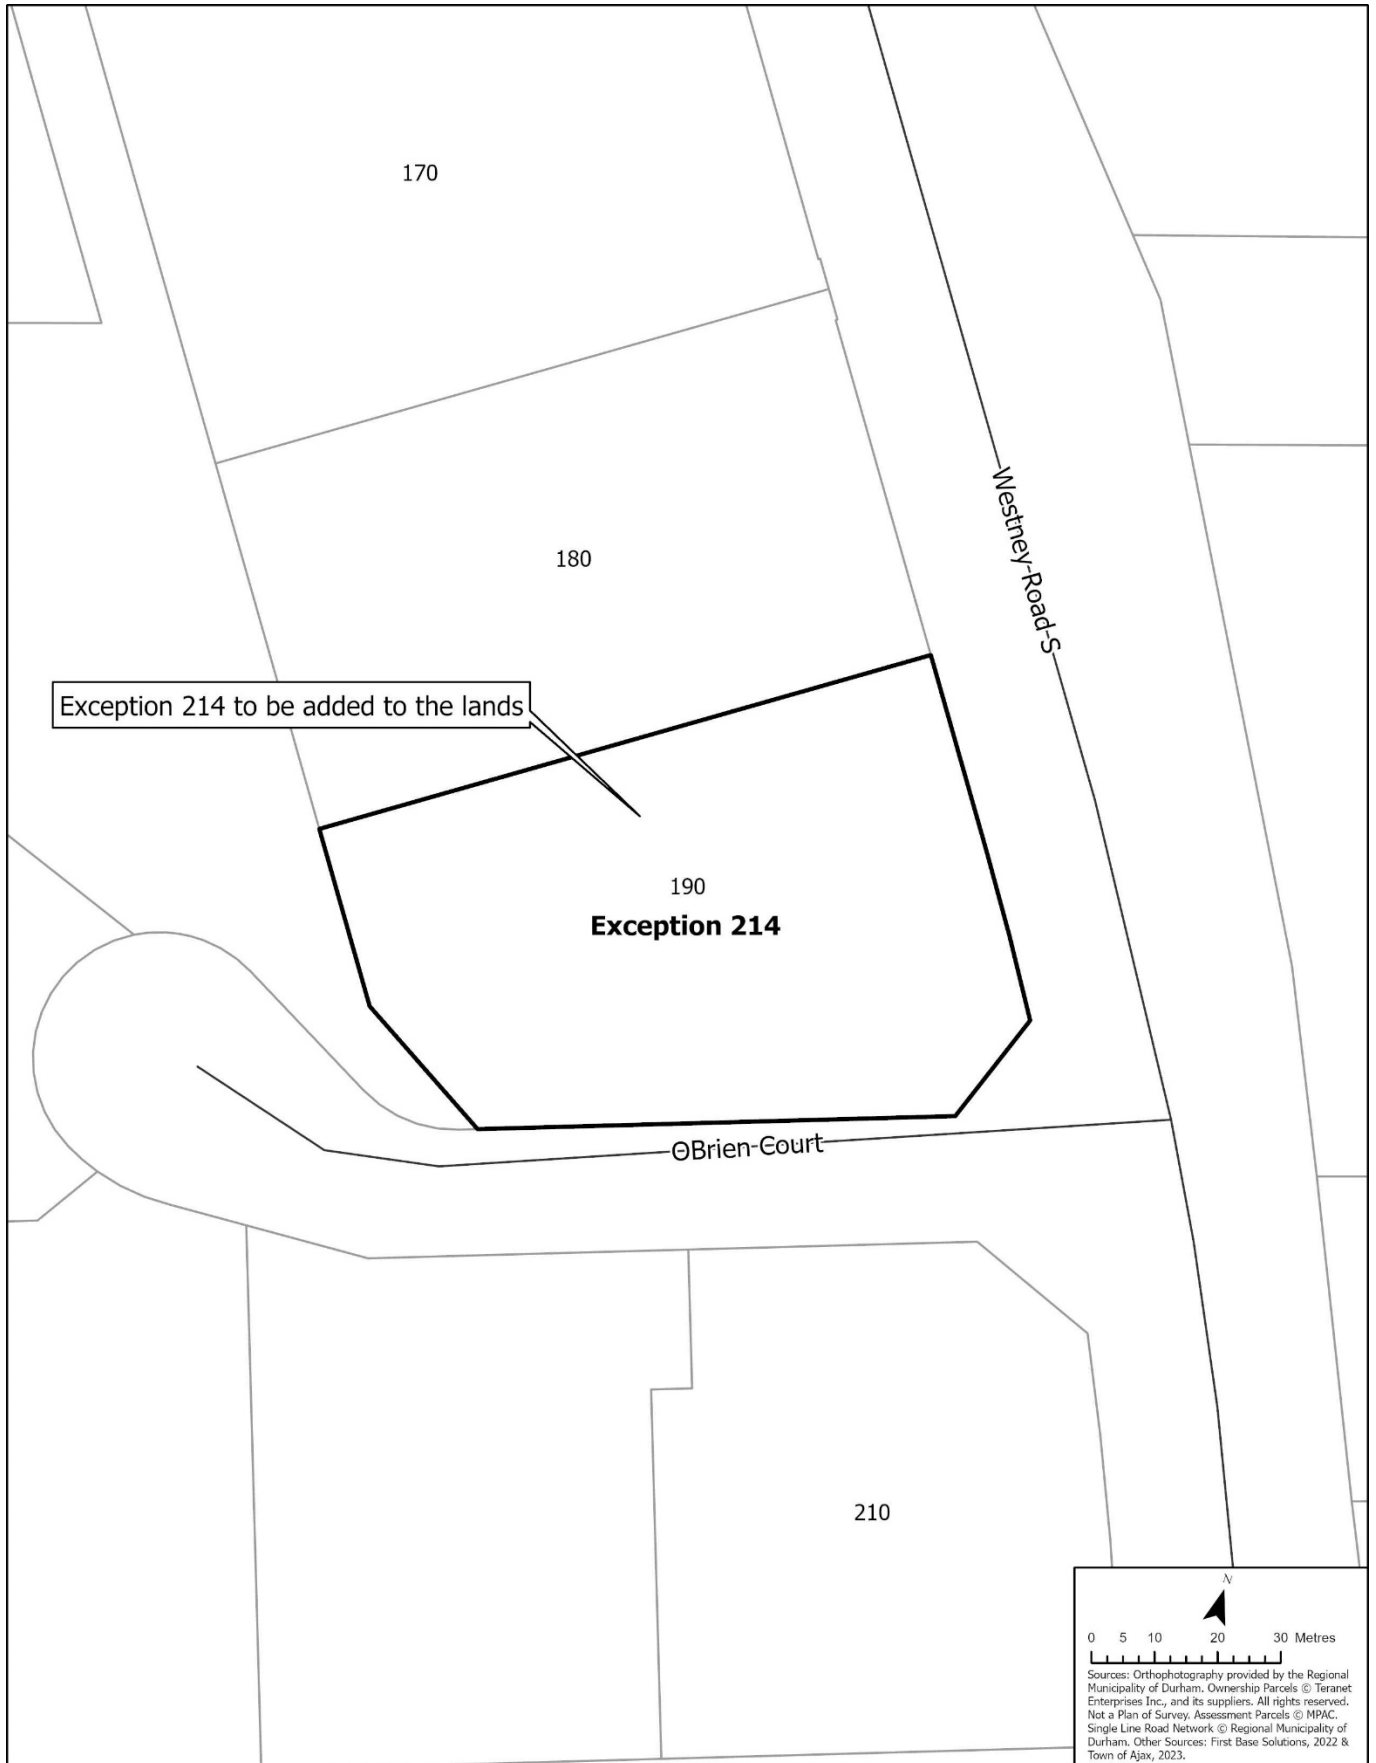 170
180
Westney Road S
Exception 214 to be added to the lands
190
Exception 214
OBrien Court
210
N
0 5 10 20 30 Metres
Sources: Orthophotography provided by the Regional
Municipality of Durham. Ownership Parcels © Teranet
Enterprises Inc., and its suppliers. All rights reserved.
Not a Plan of Survey. Assessment Parcels © MPAC.
Single Line Road Network © Regional Municipality of
Durham. Other Sources: First Base Solutions, 2022 &
Town of Ajax, 2023.